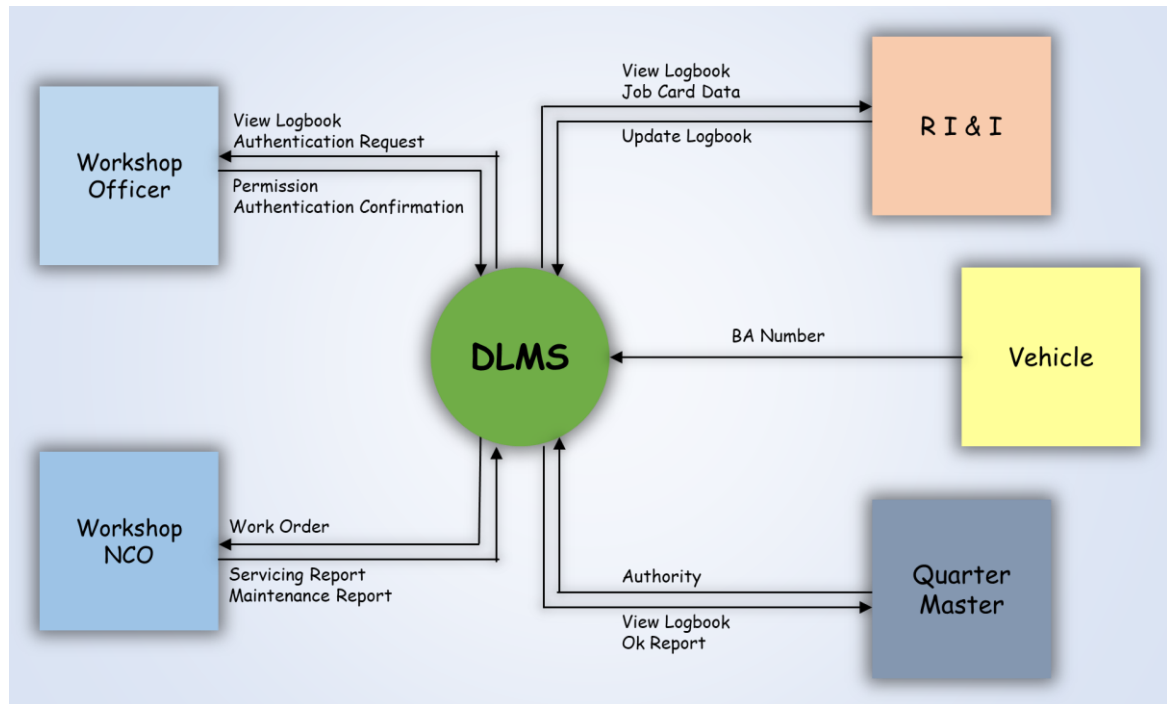 View Logbook
Job Card Data
R I & I
Update Logbook
View Logbook
Authentication Request
Workshop
Officer
Permission
Authentication Confirmation
BA Number
DLMS
Vehicle
Workshop
NCO
Work Order
Servicing Report
Maintenance Report
Authority
Quarter
Master
View Logbook
Ok Report